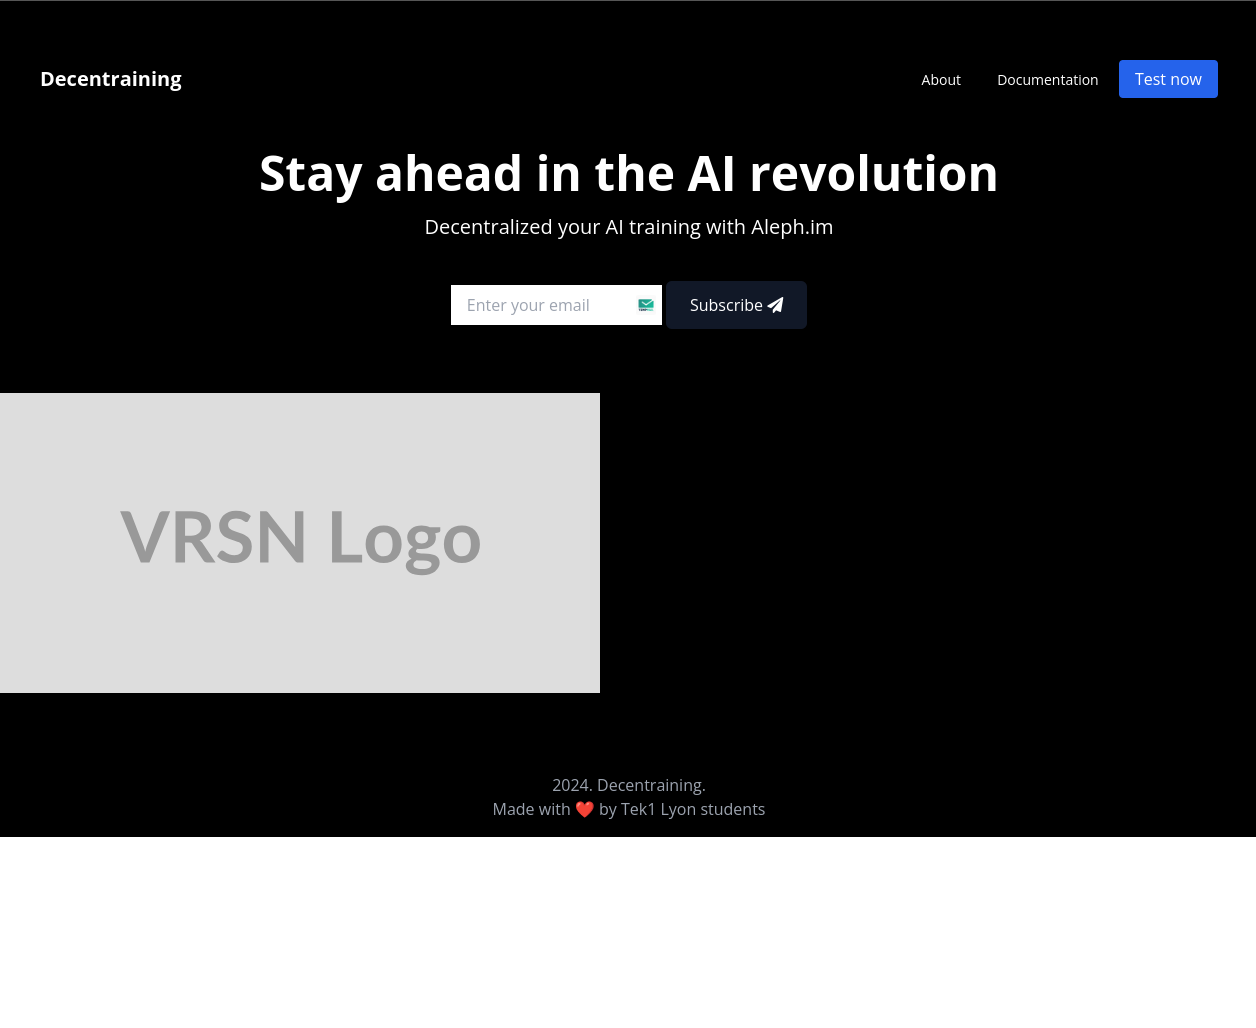 Decentraining
About
Documentation
Test now
Stay ahead in the AI revolution
Decentralized your AI training with Aleph.im
Enter your email
Subscribe
VRSN Logo
2024. Decentraining.
Made with ❤️ by Tek1 Lyon students